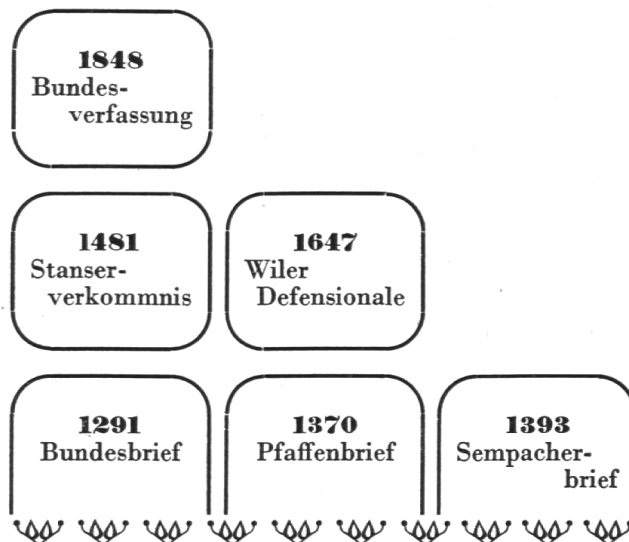 1848
Bundes-
verfassung
1481
Stanser-
verkommnis
1647
Wiler
Defensionale
1291
Bundesbrief
1370
Pfaffenbrief
1393
Sempacher-
brief